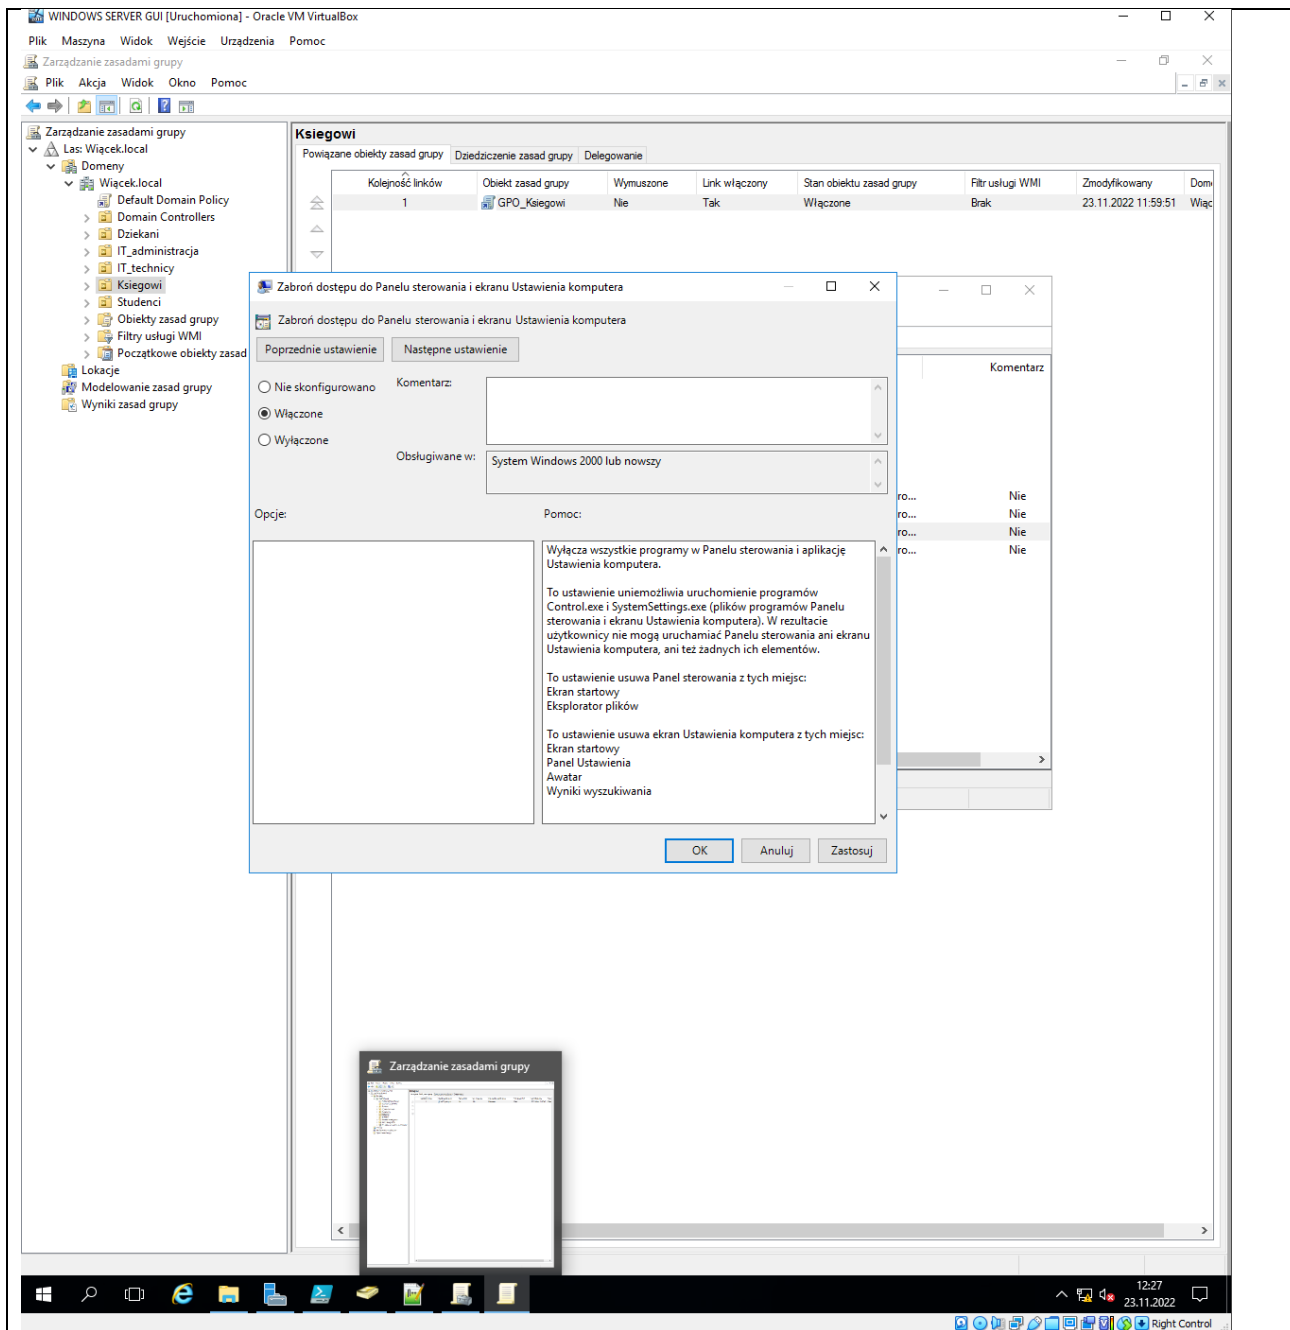 WINDOWS SERVER GUI [Uruchomiona] - Oracle VM VirtualBox
Plik Maszyna Widok Wejście Urządzenia Pomoc
Zarządzanie zasadami grupy
Plik Akcja Widok Okno Pomoc
Zarządzanie zasadami grupy
Las: Wiącek.local
Domeny
Wiącek.local
Default Domain Policy
Domain Controllers
Dziekani
IT_administracja
IT_technicy
Ksiegowi
Studenci
Obiekty zasad grupy
Filtry usługi WMI
Początkowe obiekty zasad
Lokacje
Modelowanie zasad grupy
Wyniki zasad grupy
Ksiegowi
Powiązane obiekty zasad grupy Dziedziczenie zasad grupy Delegowanie
Kolejność linków Obiekt zasad grupy Wymuszone Link włączony Stan obiektu zasad grupy Filtr usługi WMI Zmodyfikowany Dome
1 GPO_Ksiegowi Nie Tak Włączone Brak 23.11.2022 11:59:51 Wiąc
Zabroń dostępu do Panelu sterowania i ekranu Ustawienia komputera
Zabroń dostępu do Panelu sterowania i ekranu Ustawienia komputera
Poprzednie ustawienie Następne ustawienie
Nie skonfigurowano Komentarz:
Włączone
Wyłączone
Obsługiwane w: System Windows 2000 lub nowszy
Opcje: Pomoc:
Wyłącza wszystkie programy w Panelu sterowania i aplikację
Ustawienia komputera.
To ustawienie uniemożliwia uruchomienie programów
Control.exe i SystemSettings.exe (plików programów Panelu
sterowania i ekranu Ustawienia komputera). W rezultacie
użytkownicy nie mogą uruchamiać Panelu sterowania ani ekranu
Ustawienia komputera, ani też żadnych ich elementów.
To ustawienie usuwa Panel sterowania z tych miejsc:
Ekran startowy
Eksplorator plików
To ustawienie usuwa ekran Ustawienia komputera z tych miejsc:
Ekran startowy
Panel Ustawienia
Awatar
Wyniki wyszukiwania
OK Anuluj Zastosuj
Komentarz
ro... Nie
ro... Nie
ro... Nie
ro... Nie
Zarządzanie zasadami grupy
12:27
23.11.2022
Right Control